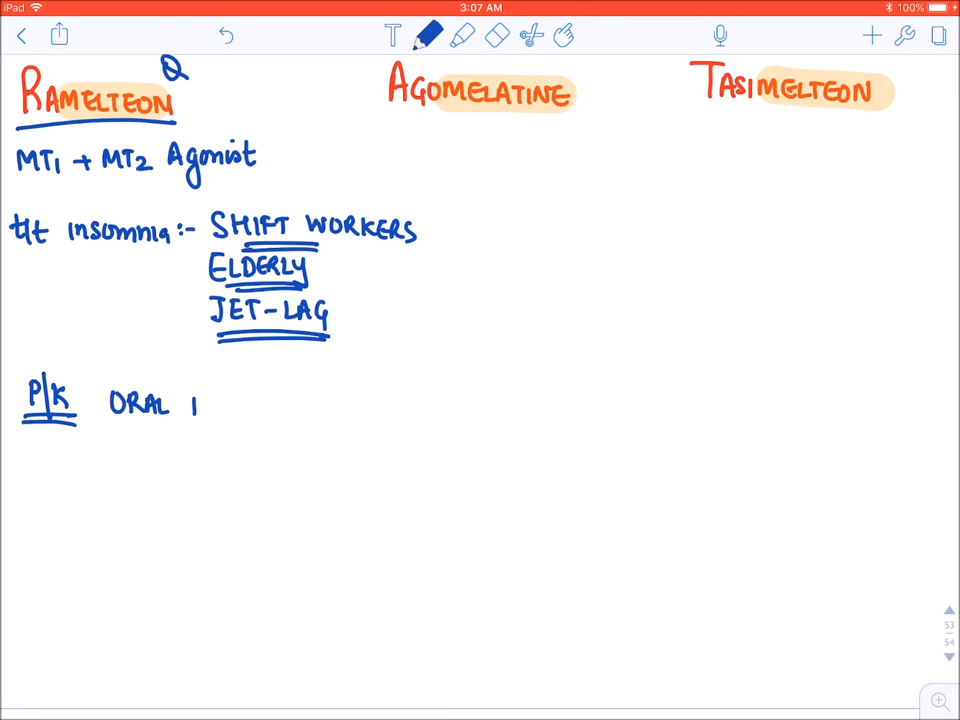 iPad 3:07 AM 100%
T
Q
RAMELTEON AGOMELATINE TASIMELTEON
MT1 + MT2 Agonist
t/t insomnia :- SHIFT WORKERS
ELDERLY
JET-LAG
P/K ORAL I
53
54